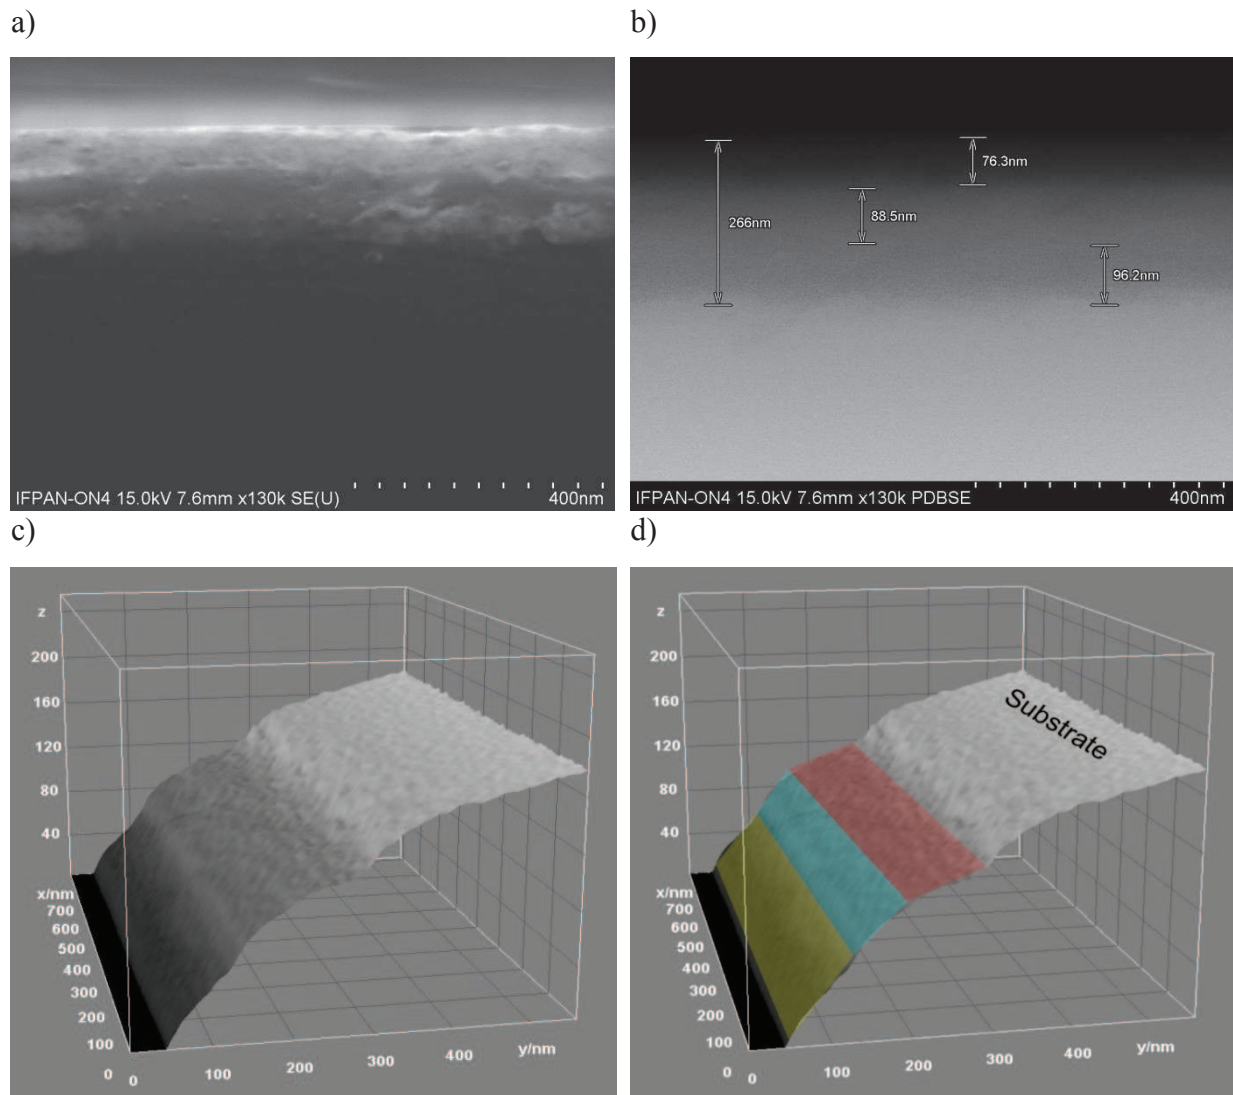 a)
b)
76.3nm
88.5nm
266nm
96.2nm
IFPAN-ON4 15.0kV 7.6mm x130k SE(U)
400nm
IFPAN-ON4 15.0kV 7.6mm x130k PDBSE
400nm
c)
d)
z
200
160
120
80
40
x/nm
700
600
500
400
300
200
100
0
0
100
200
300
400
y/nm
z
200
160
120
80
40
Substrate
x/nm
700
600
500
400
300
200
100
0
0
100
200
300
400
y/nm